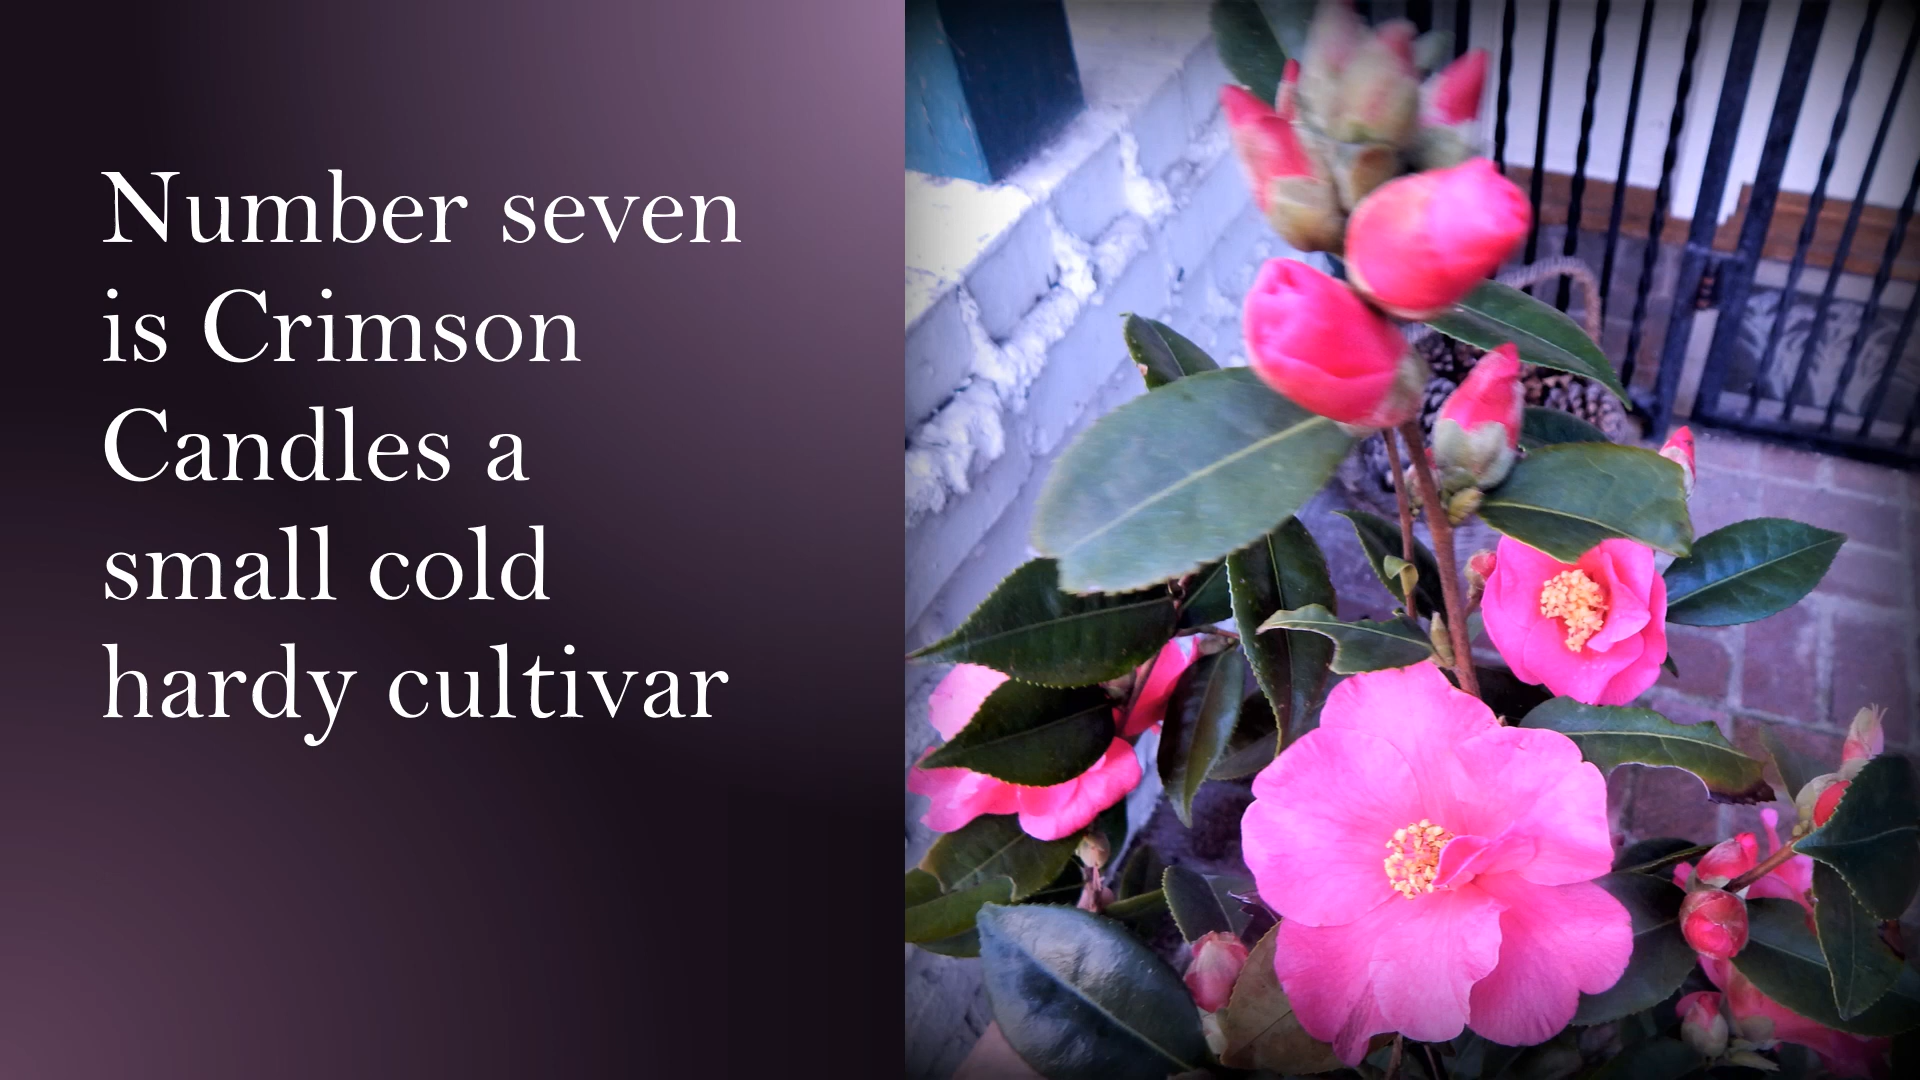 Number seven
is Crimson
Candles a
small cold
hardy cultivar